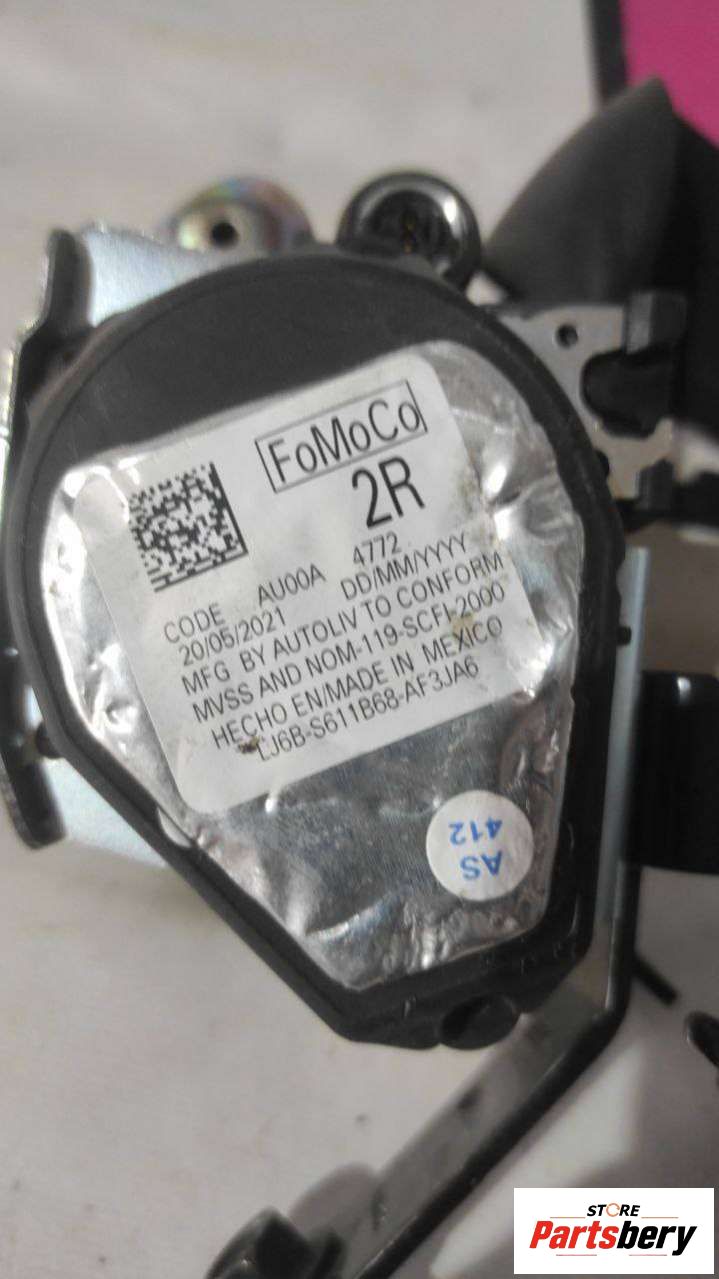 FoMoCo
2R
CODE AU00A 4772
20/05/2021 DD/MM/YYYY
MFG BY AUTOLIV TO CONFORM
MVSS AND NOM-119-SCFI-2000
HECHO EN/MADE IN MEXICO
LJ6B-S611B68-AF3JA6
AS
412
STORE
Partsbery